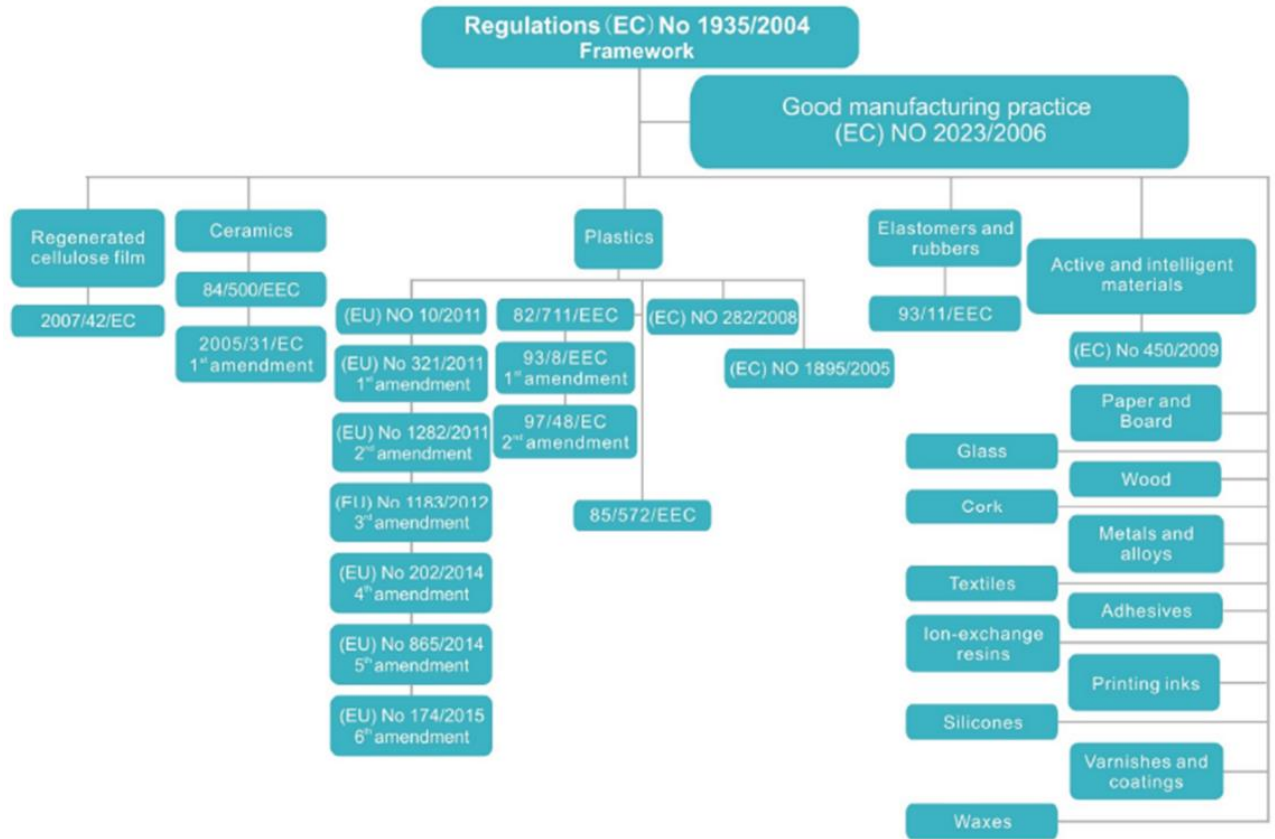 Regulations (EC) No 1935/2004
Framework
Good manufacturing practice
(EC) NO 2023/2006
Regenerated
cellulose film
2007/42/EC
Ceramics
84/500/EEC
2005/31/EC
1st amendment
Plastics
(EU) NO 10/2011
(EU) No 321/2011
1st amendment
(EU) No 1282/2011
2nd amendment
(EU) No 1183/2012
3rd amendment
(EU) No 202/2014
4th amendment
(EU) No 865/2014
5th amendment
(EU) No 174/2015
6th amendment
82/711/EEC
93/8/EEC
1st amendment
97/48/EC
2nd amendment
85/572/EEC
(EC) NO 282/2008
(EC) NO 1895/2005
Elastomers and
rubbers
93/11/EEC
Active and intelligent
materials
(EC) No 450/2009
Paper and
Board
Glass
Wood
Cork
Metals and
alloys
Textiles
Adhesives
Ion-exchange
resins
Printing inks
Silicones
Varnishes and
coatings
Waxes